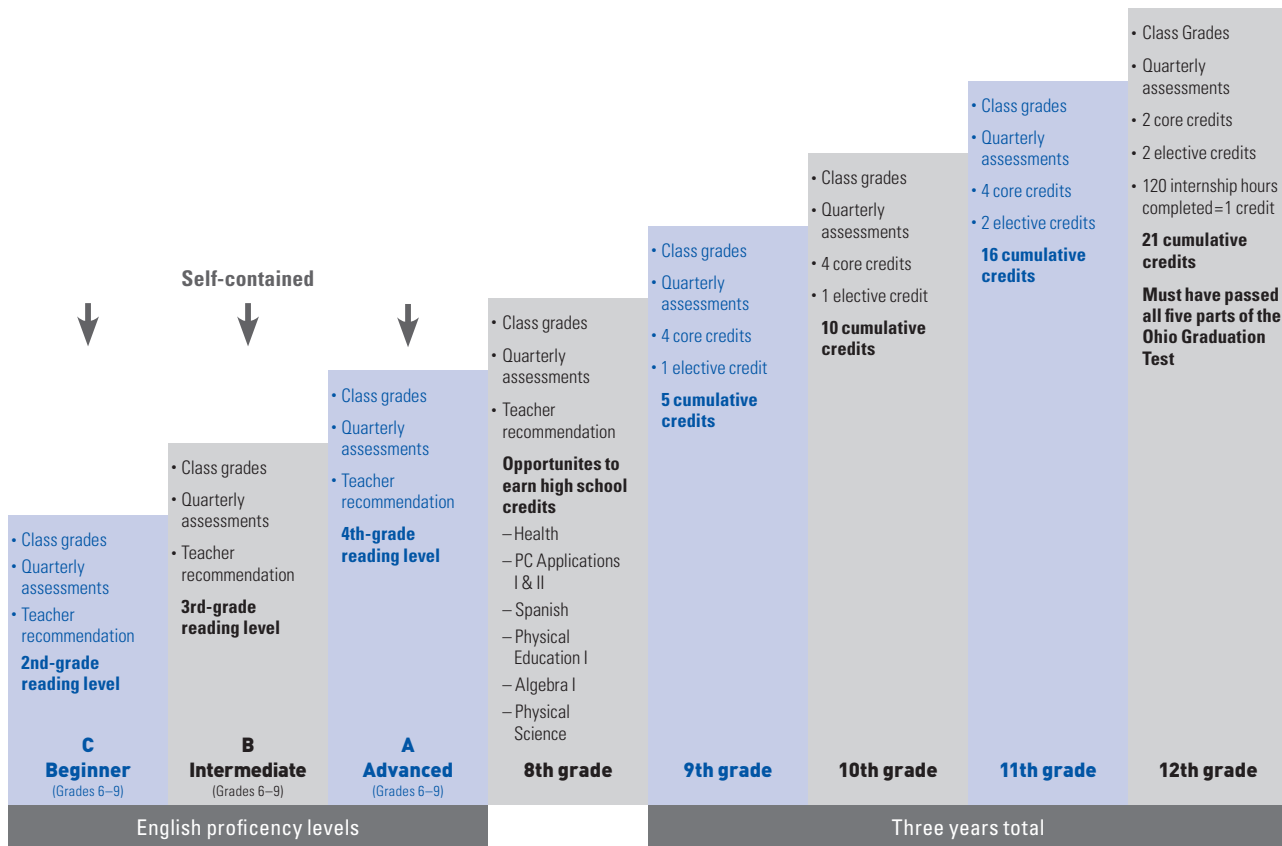 Self-contained
• Class grades
• Quarterly
assessments
• Teacher
recommendation
2nd-grade
reading level
C
Beginner
(Grades 6–9)
• Class grades
• Quarterly
assessments
• Teacher
recommendation
3rd-grade
reading level
B
Intermediate
(Grades 6–9)
• Class grades
• Quarterly
assessments
• Teacher
recommendation
4th-grade
reading level
A
Advanced
(Grades 6–9)
English proficency levels
• Class grades
• Quarterly
assessments
• Teacher
recommendation
Opportunites to
earn high school
credits
– Health
– PC Applications
I & II
– Spanish
– Physical
Education I
– Algebra I
– Physical
Science
8th grade
• Class grades
• Quarterly
assessments
• 4 core credits
• 1 elective credit
5 cumulative
credits
9th grade
• Class grades
• Quarterly
assessments
• 4 core credits
• 1 elective credit
10 cumulative
credits
10th grade
• Class grades
• Quarterly
assessments
• 4 core credits
• 2 elective credits
16 cumulative
credits
11th grade
• Class Grades
• Quarterly
assessments
• 2 core credits
• 2 elective credits
• 120 internship hours
completed=1 credit
21 cumulative
credits
Must have passed
all five parts of the
Ohio Graduation
Test
12th grade
Three years total